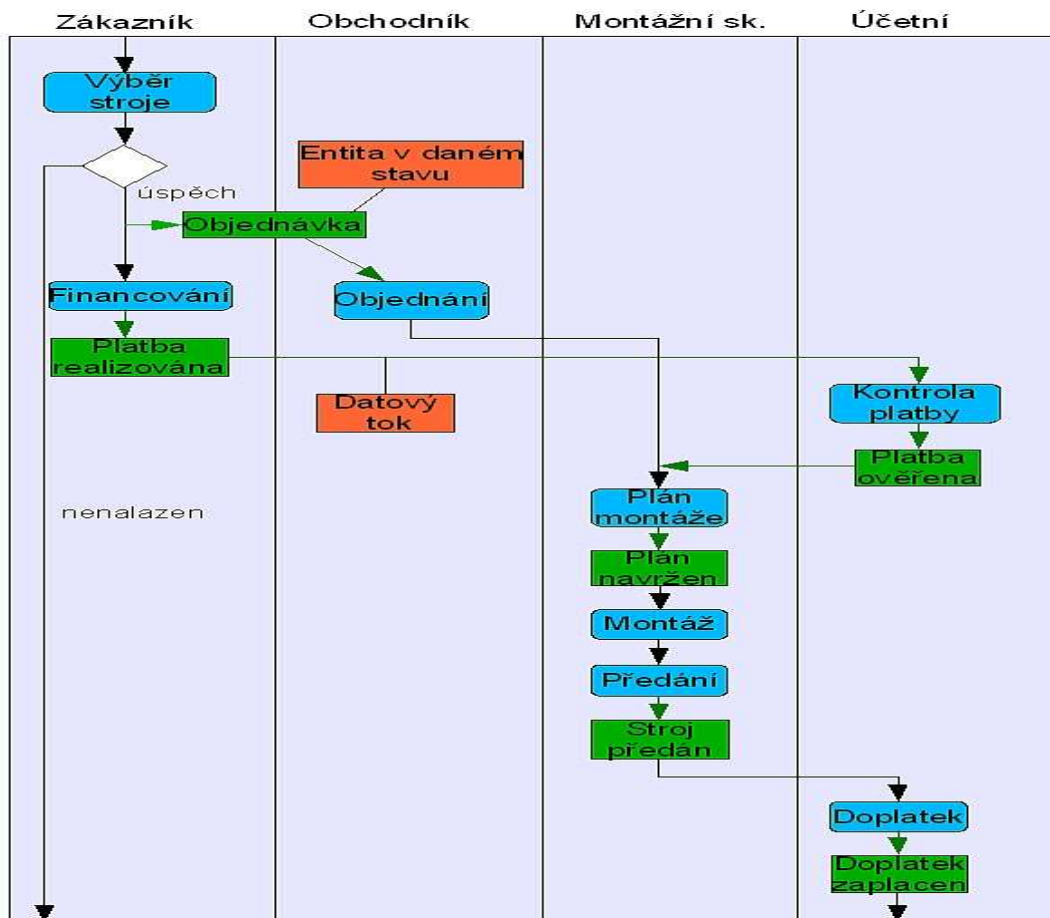 Zákazník
Obchodník
Montážní sk.
Účetní
Výběr
stroje
Entita v daném
stavu
úspěch
Objednávka
Financování
Objednání
Platba
realizována
Datový
tok
Kontrola
platby
Platba
ověřena
nenalazen
Plán
montáže
Plán
navržen
Montáž
Předání
Stroj
předán
Doplatek
Doplatek
zaplacen